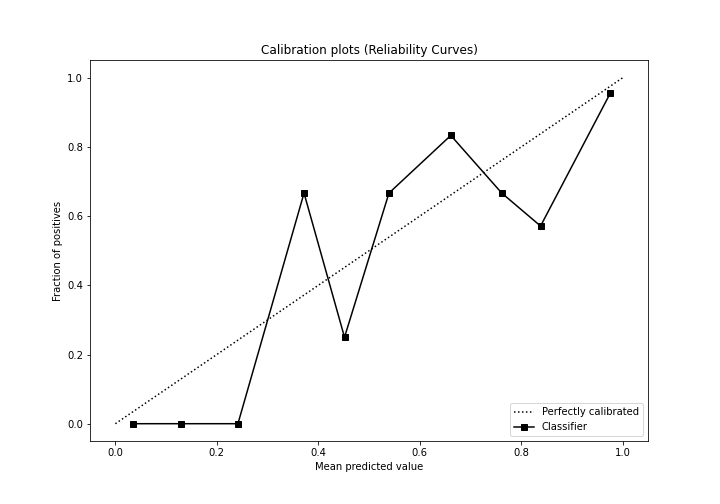 Calibration plots (Reliability Curves)
1.0
0.8
0.6
0.4
0.2
0.0
Fraction of positives
0.0 0.2 0.4 0.6 0.8 1.0
Mean predicted value
Perfectly calibrated
Classifier